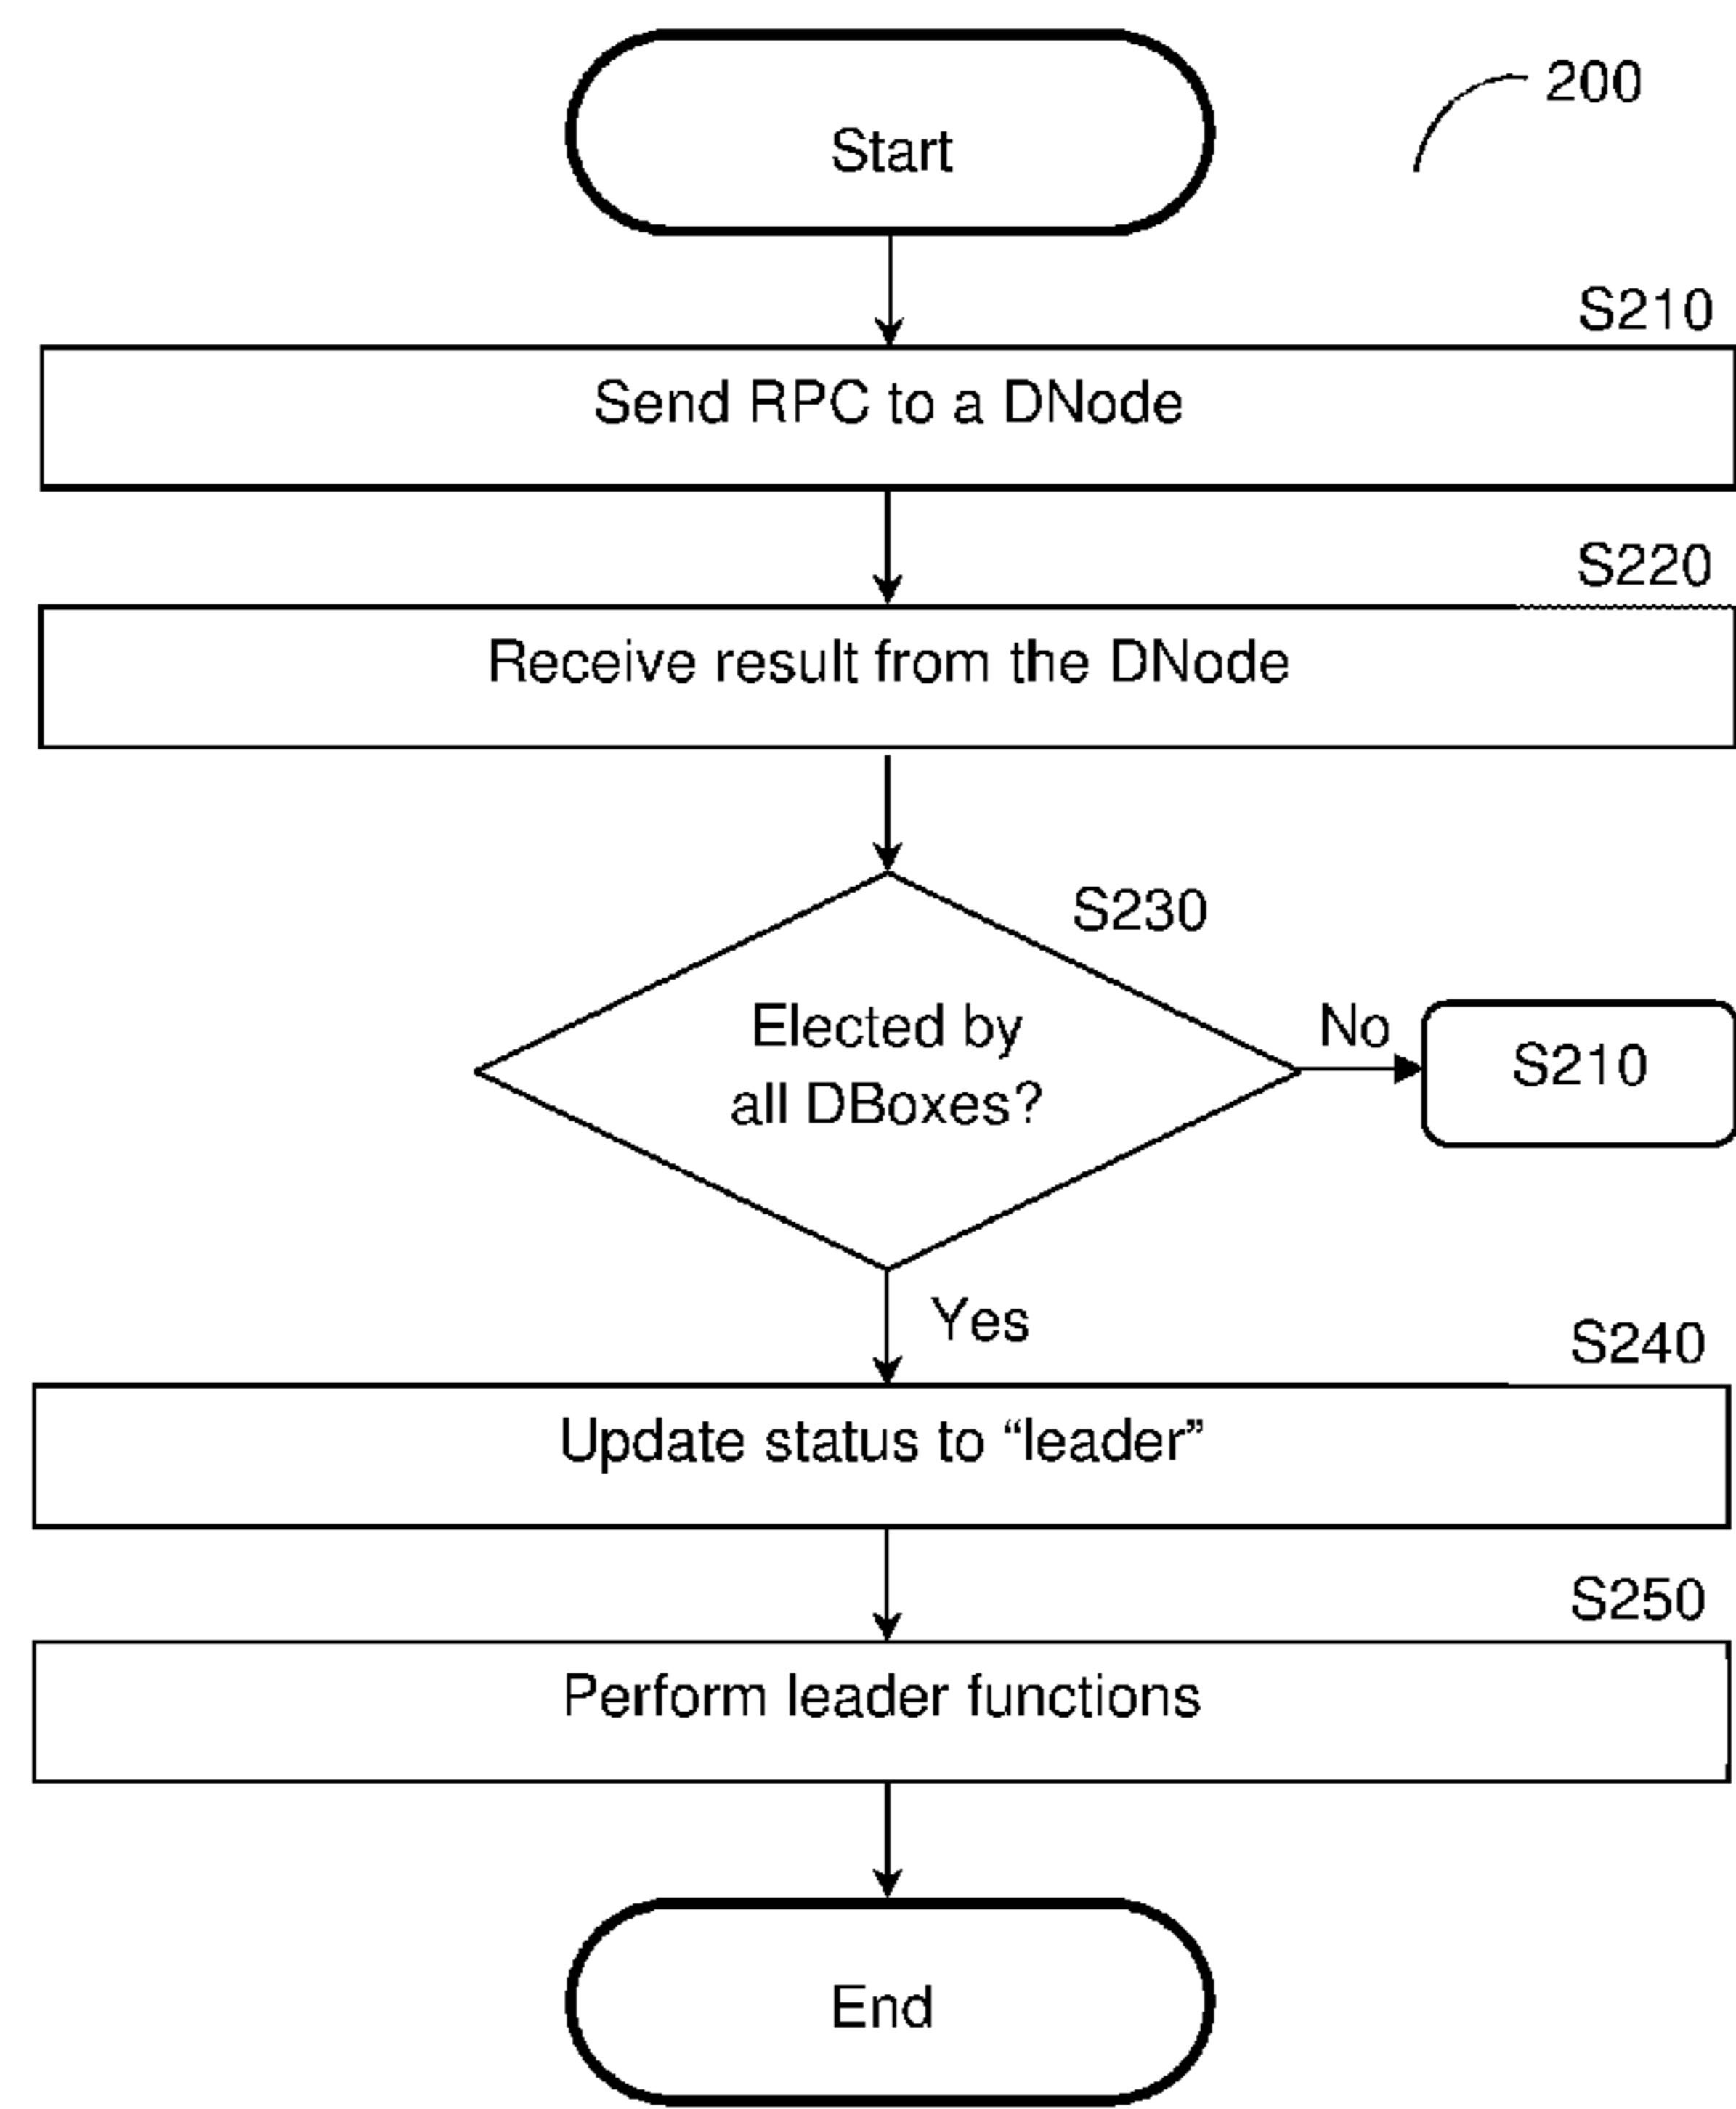 Start
200
S210
Send RPC to a DNode
S220
Receive result from the DNode
S230
Elected by
all DBoxes?
No
S210
Yes
S240
Update status to “leader”
S250
Perform leader functions
End